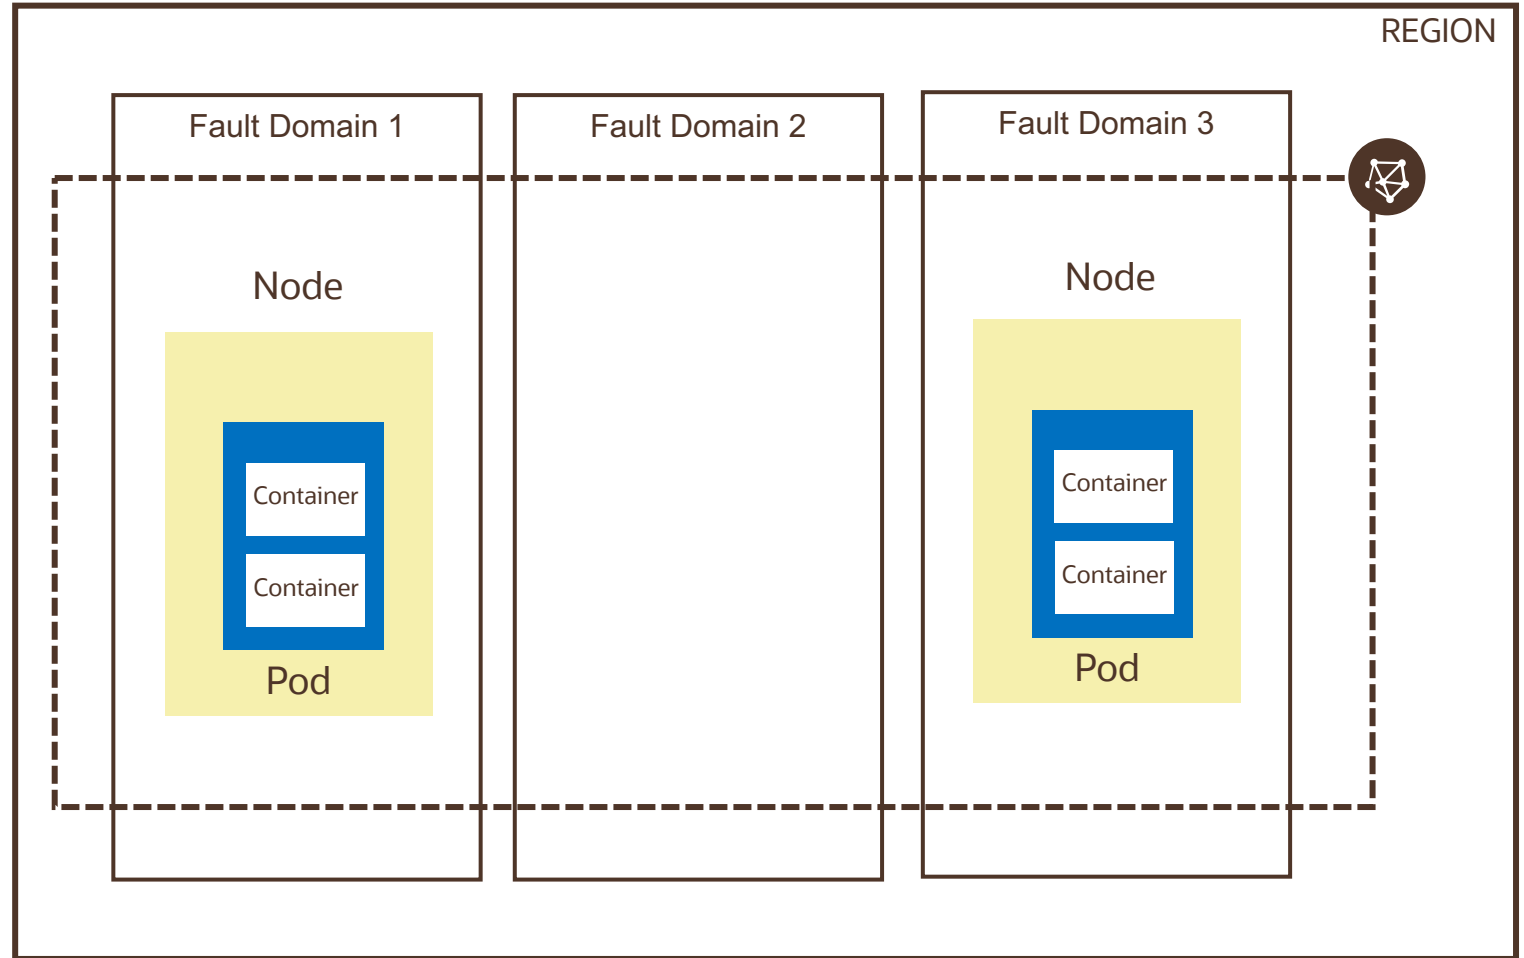 REGION
Fault Domain 1
Fault Domain 2
Fault Domain 3
Node
Container
Container
Pod
Node
Container
Container
Pod